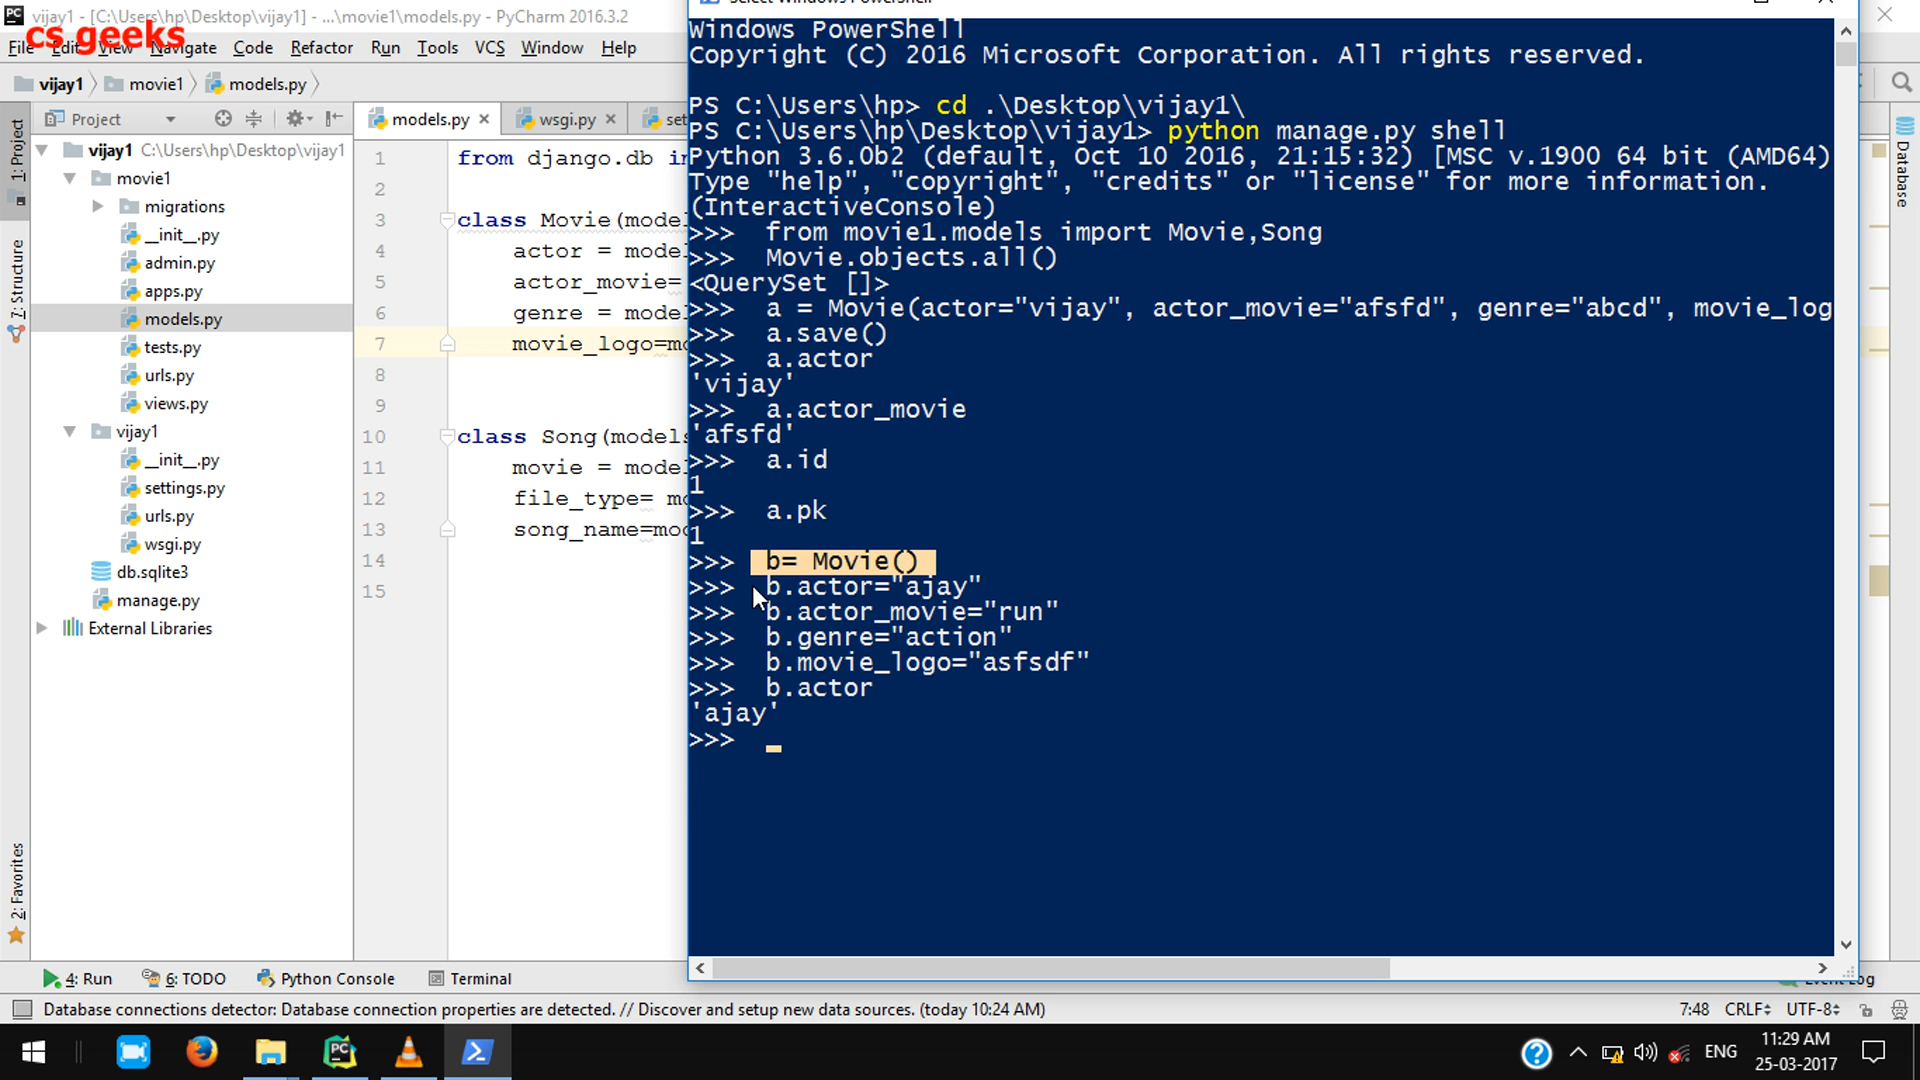 vijay1 - [C:\Users\hp\Desktop\vijay1] - ...\movie1\models.py - PyCharm 2016.3.2
cs geeks
File Edit View Navigate Code Refactor Run Tools VCS Window Help
vijay1 movie1 models.py
Project
models.py
wsgi.py
1: Project
7: Structure
2: Favorites
Database
vijay1 C:\Users\hp\Desktop\vijay1
movie1
migrations
__init__.py
admin.py
apps.py
models.py
tests.py
urls.py
views.py
vijay1
__init__.py
settings.py
urls.py
wsgi.py
db.sqlite3
manage.py
External Libraries
1 from django.db
2
3 class Movie(model
4 actor = model
5 actor_movie=
6 genre = model
7 movie_logo=
8
9
10 class Song(models
11 movie = model
12 file_type=
13 song_name=
14
15
Select Windows PowerShell
Windows PowerShell
Copyright (C) 2016 Microsoft Corporation. All rights reserved.
PS C:\Users\hp> cd .\Desktop\vijay1\
PS C:\Users\hp\Desktop\vijay1> python manage.py shell
Python 3.6.0b2 (default, Oct 10 2016, 21:15:32) [MSC v.1900 64 bit (AMD64)
Type "help", "copyright", "credits" or "license" for more information.
(InteractiveConsole)
>>> from movie1.models import Movie,Song
>>> Movie.objects.all()
<QuerySet []>
>>> a = Movie(actor="vijay", actor_movie="afsfd", genre="abcd", movie_log
>>> a.save()
>>> a.actor
'vijay'
>>> a.actor_movie
'afsfd'
>>> a.id
1
>>> a.pk
1
>>> b= Movie()
>>> b.actor="ajay"
>>> b.actor_movie="run"
>>> b.genre="action"
>>> b.movie_logo="asfsdf"
>>> b.actor
'ajay'
>>>
4: Run 6: TODO Python Console Terminal Event Log
Database connections detector: Database connection properties are detected. // Discover and setup new data sources. (today 10:24 AM)
7:48 CRLF UTF-8
ENG
11:29 AM
25-03-2017